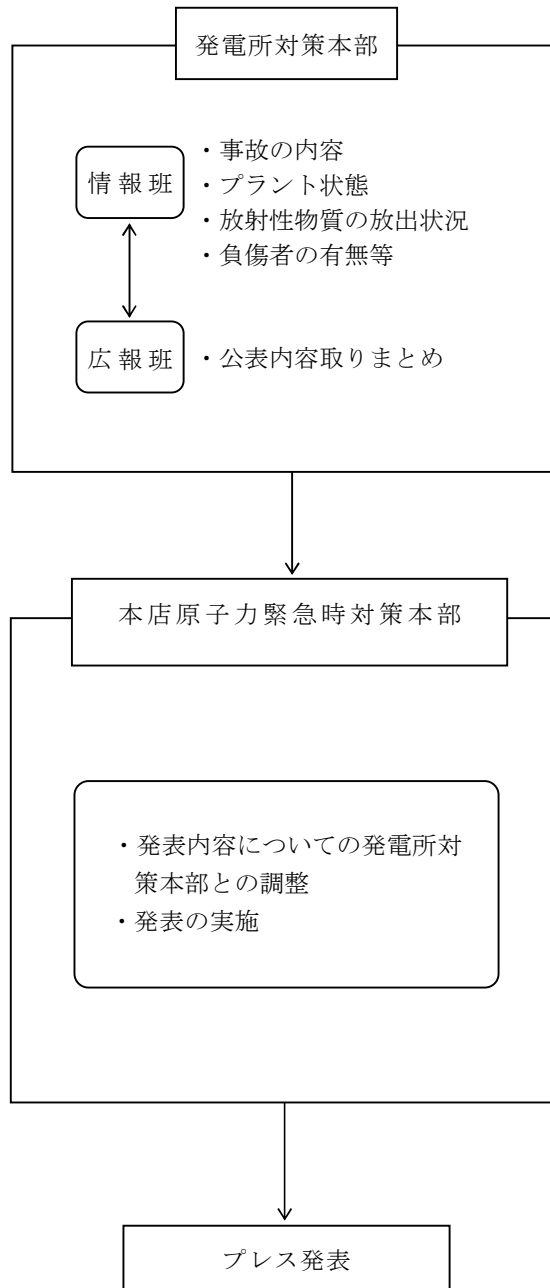 発電所対策本部
情報班
・事故の内容
・プラント状態
・放射性物質の放出状況
・負傷者の有無等
広報班
・公表内容取りまとめ
本店原子力緊急時対策本部
・発表内容についての発電所対
策本部との調整
・発表の実施
プレス発表